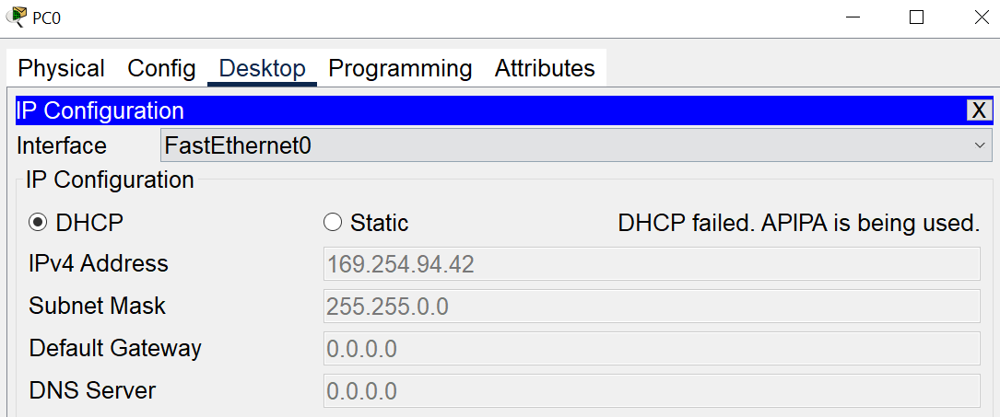 PC0
Physical Config Desktop Programming Attributes
IP Configuration X
Interface FastEthernet0
IP Configuration
DHCP Static DHCP failed. APIPA is being used.
IPv4 Address 169.254.94.42
Subnet Mask 255.255.0.0
Default Gateway 0.0.0.0
DNS Server 0.0.0.0